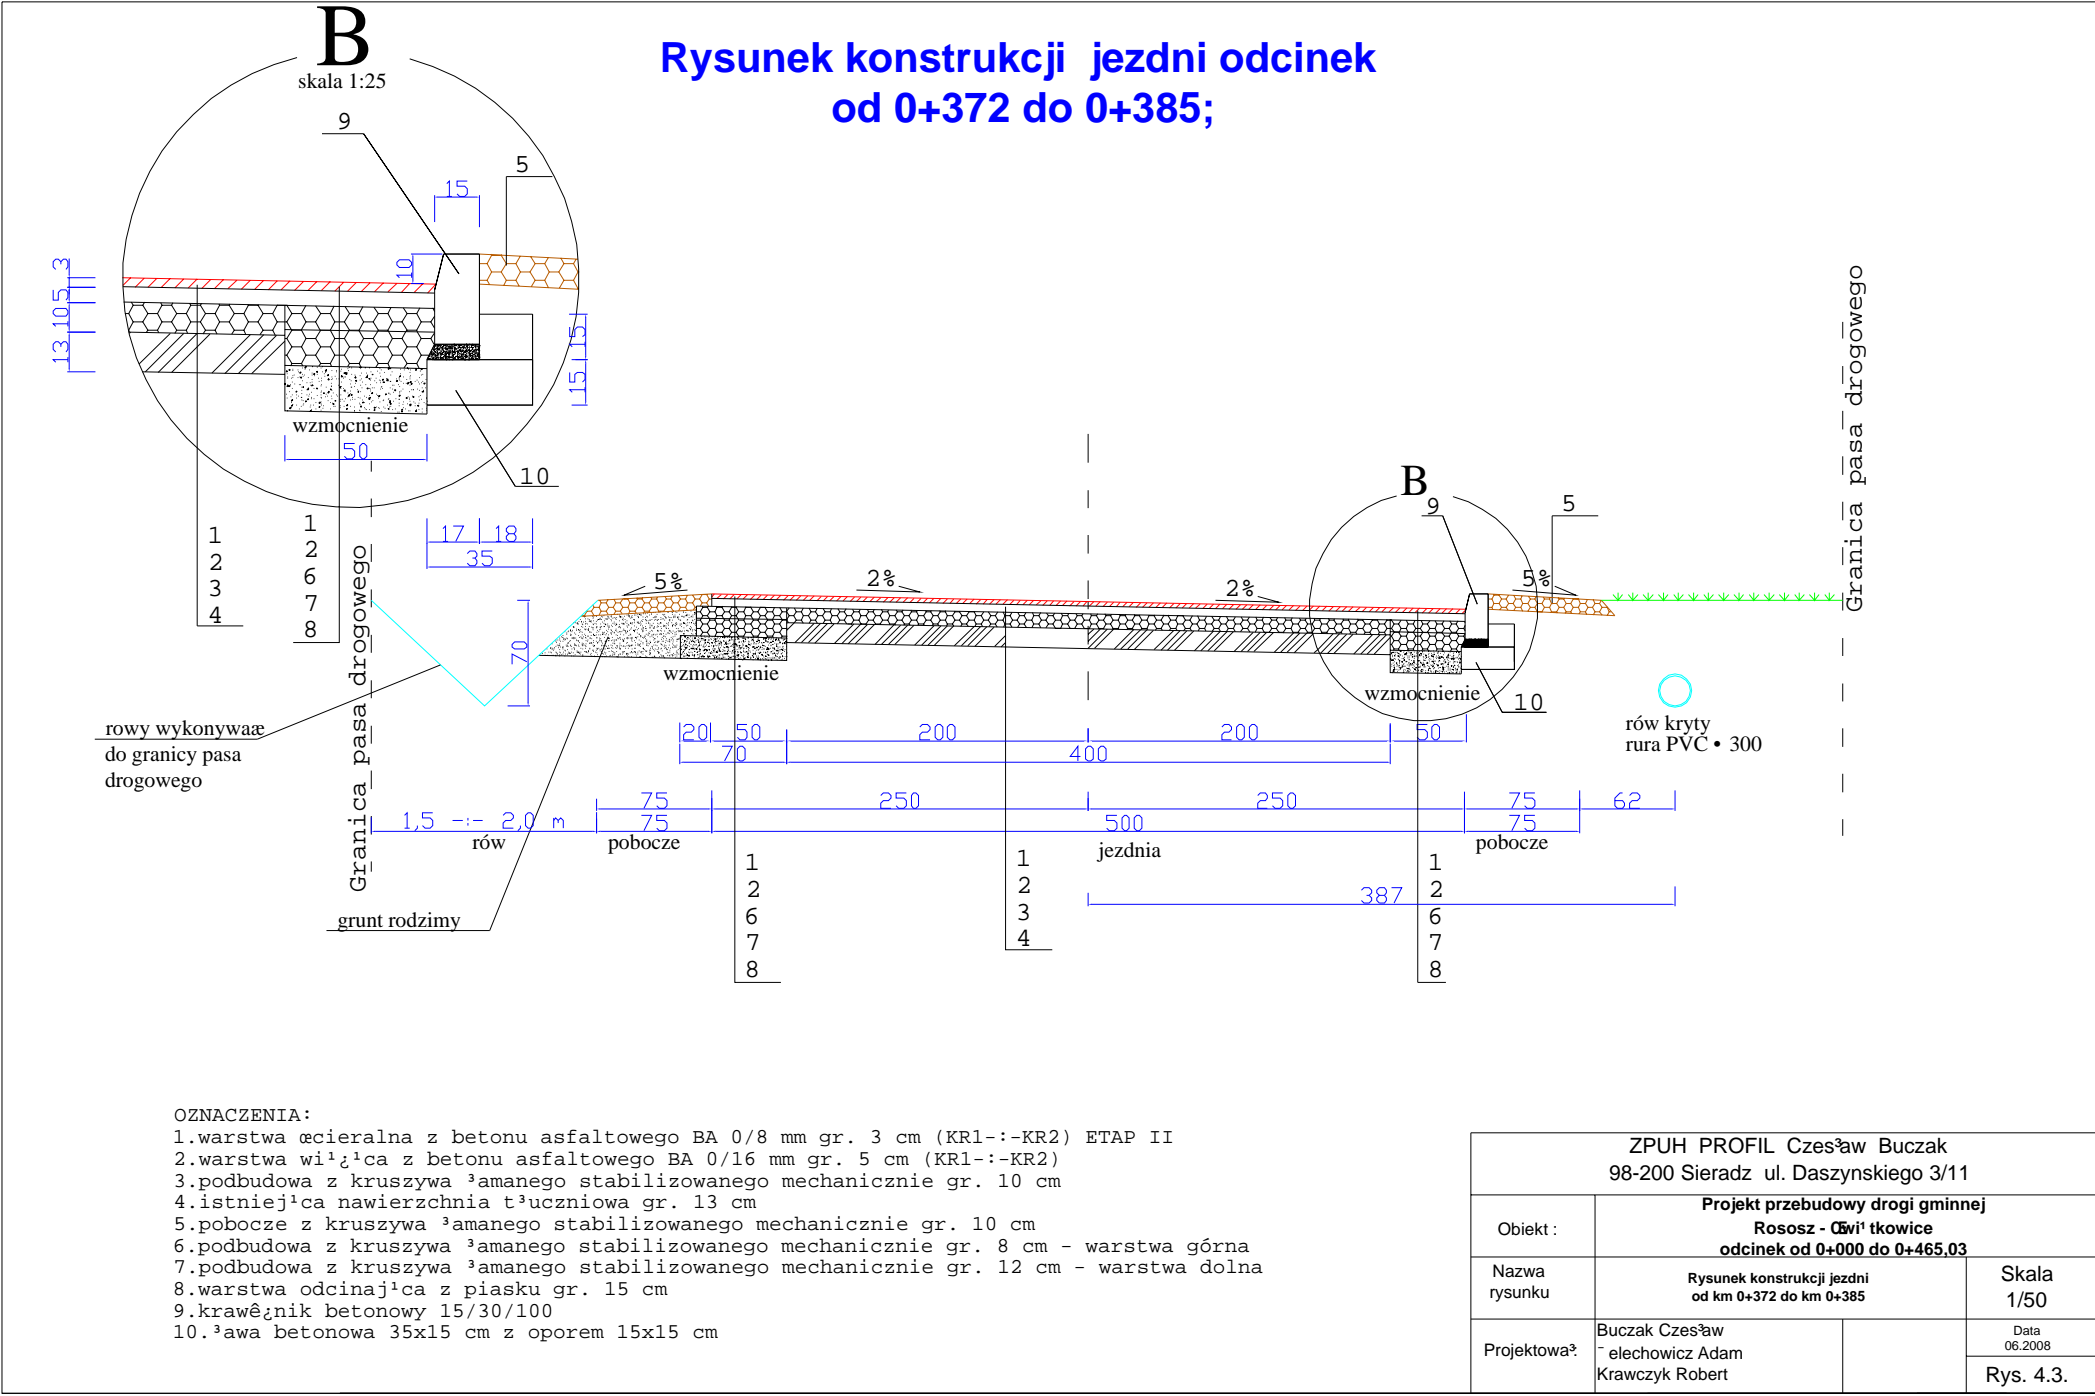 B
skala 1:25
Rysunek konstrukcji jezdni odcinek
od 0+372 do 0+385;
9
5
15
10
3
5
10
13
15
15
wzmocnienie
50
10
17
18
35
1
2
3
4
1
2
6
7
8
Granica pasa drogowego
Granica pasa drogowego
B
9
5
5%
2%
2%
5%
70
wzmocnienie
wzmocnienie
10
rowy wykonywaæ
do granicy pasa
drogowego
rów kryty
rura PVC • 300
20
50
200
200
50
70
400
75
250
250
75
62
1,5 -:- 2,0 m
75
500
75
rów
pobocze
jezdnia
pobocze
387
grunt rodzimy
1
2
6
7
8
1
2
3
4
1
2
6
7
8
OZNACZENIA:
1.warstwa œcieralna z betonu asfaltowego BA 0/8 mm gr. 3 cm (KR1-:-KR2) ETAP II
2.warstwa wi¹¿¹ca z betonu asfaltowego BA 0/16 mm gr. 5 cm (KR1-:-KR2)
3.podbudowa z kruszywa ³amanego stabilizowanego mechanicznie gr. 10 cm
4.istniej¹ca nawierzchnia t³uczniowa gr. 13 cm
5.pobocze z kruszywa ³amanego stabilizowanego mechanicznie gr. 10 cm
6.podbudowa z kruszywa ³amanego stabilizowanego mechanicznie gr. 8 cm - warstwa górna
7.podbudowa z kruszywa ³amanego stabilizowanego mechanicznie gr. 12 cm - warstwa dolna
8.warstwa odcinaj¹ca z piasku gr. 15 cm
9.krawê¿nik betonowy 15/30/100
10.³awa betonowa 35x15 cm z oporem 15x15 cm
ZPUH PROFIL Czes³aw Buczak
98-200 Sieradz ul. Daszynskiego 3/11
Obiekt :
Projekt przebudowy drogi gminnej
Rososz - Œwi¹tkowice
odcinek od 0+000 do 0+465,03
Nazwa
rysunku
Rysunek konstrukcji jezdni
od km 0+372 do km 0+385
Skala
1/50
Projektowa³:
Buczak Czes³aw
¯elechowicz Adam
Krawczyk Robert
Data
06.2008
Rys. 4.3.